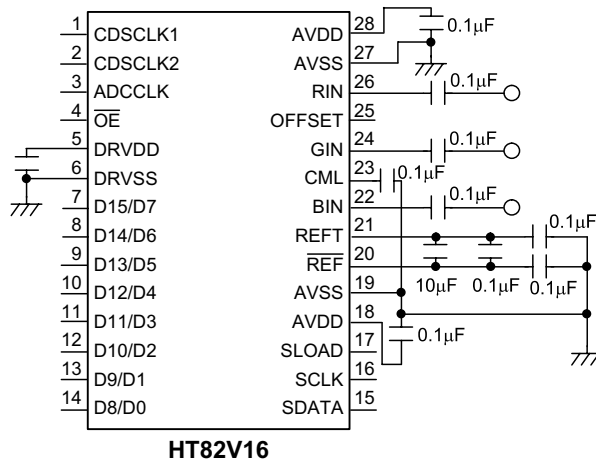 1 CDSCLK1 AVDD 28 0.1μF
2 CDSCLK2 AVSS 27
3 ADCCLK RIN 26 0.1μF
4 O̅E̅ OFFSET 25
5 DRVDD GIN 24 0.1μF
6 DRVSS CML 23 0.1μF
7 D15/D7 BIN 22 0.1μF
8 D14/D6 REFT 21 0.1μF
9 D13/D5 R̅E̅F̅ 20
10μF 0.1μF 0.1μF
10 D12/D4 AVSS 19
11 D11/D3 AVDD 18
0.1μF
12 D10/D2 SLOAD 17
13 D9/D1 SCLK 16
14 D8/D0 SDATA 15
HT82V16